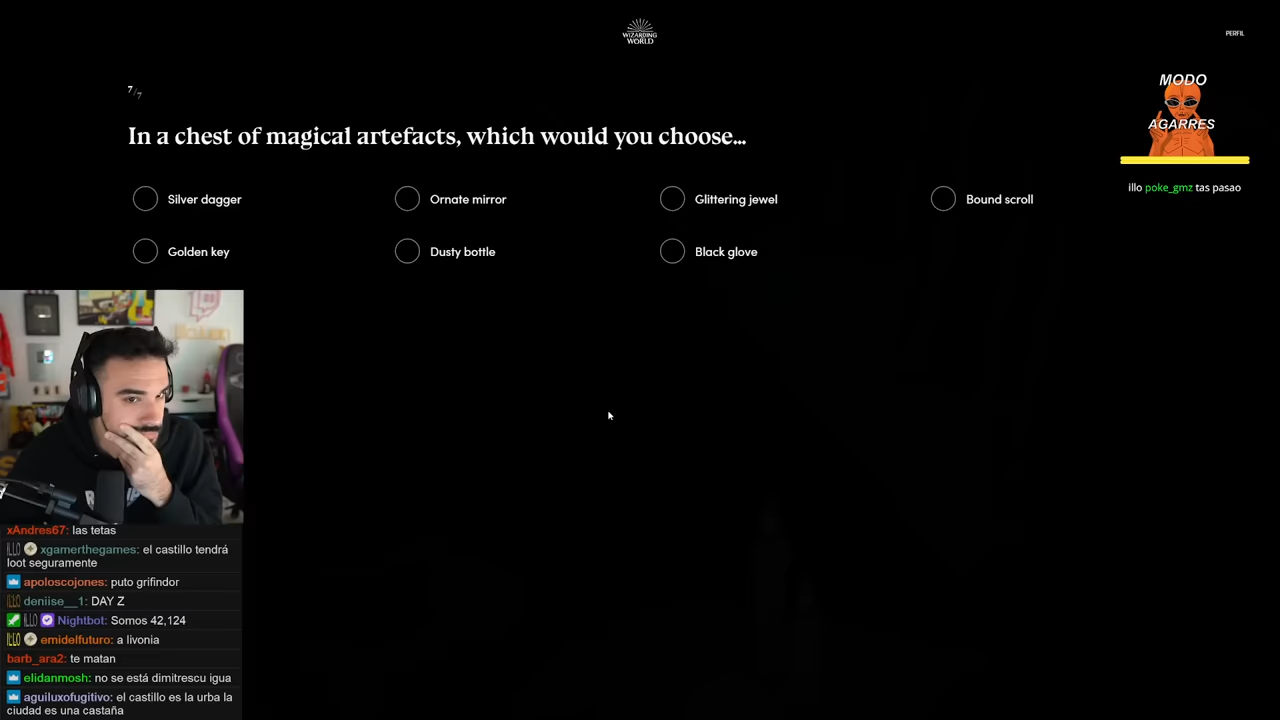 WIZARDING
WORLD
PERFIL
7/7
In a chest of magical artefacts, which would you choose...
Silver dagger
Ornate mirror
Glittering jewel
Bound scroll
Golden key
Dusty bottle
Black glove
MODO
AGARRES
illo poke_gmz tas pasao
xAndres67: las tetas
xgamerthegames: el castillo tendrá
loot seguramente
apoloscojones: puto grifindor
deniise__1: DAY Z
Nightbot: Somos 42,124
emidelfuturo: a livonia
barb_ara2: te matan
elidanmosh: no se está dimitrescu igua
aguiluxofugitivo: el castillo es la urba la
ciudad es una castaña